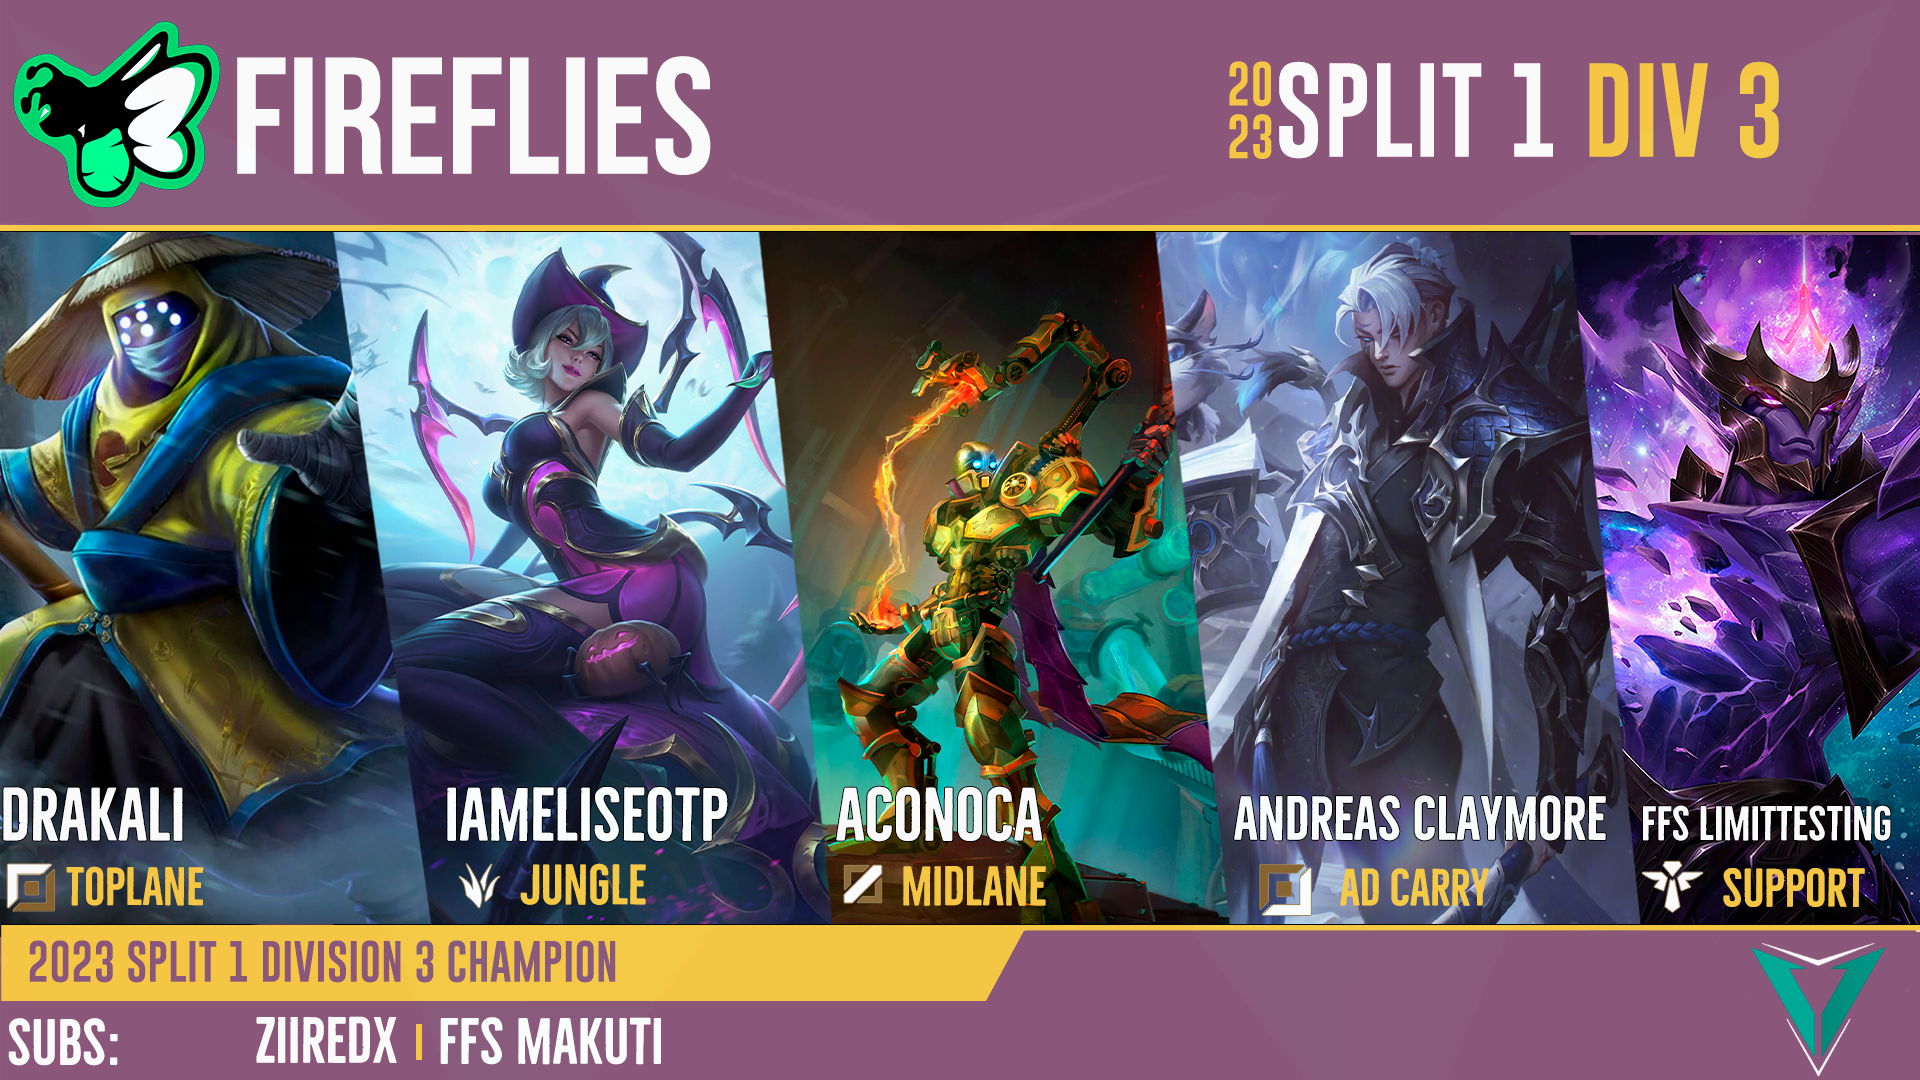 FIREFLIES
2023 SPLIT 1 DIV 3
DRAKALI
TOPLANE
IAMELISEOTP
JUNGLE
ACONOCA
MIDLANE
ANDREAS CLAYMORE
AD CARRY
FFS LIMITTESTING
SUPPORT
2023 SPLIT 1 DIVISION 3 CHAMPION
SUBS: ZIIREDX | FFS MAKUTI